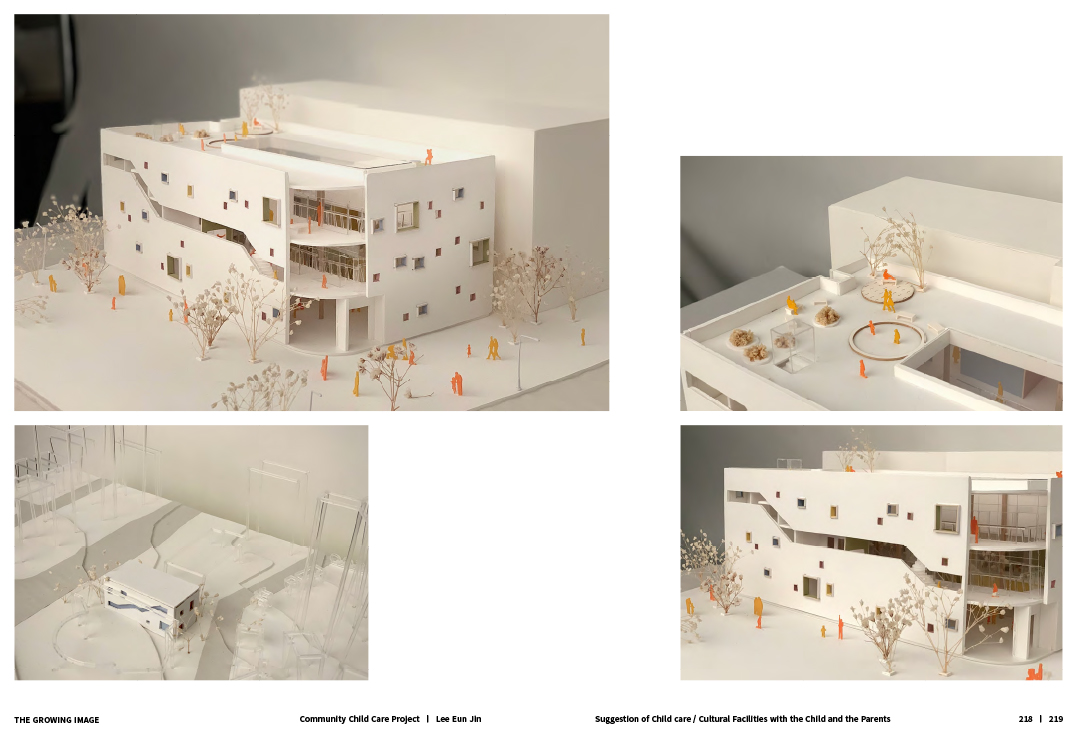 THE GROWING IMAGE
Community Child Care Project | Lee Eun Jin
Suggestion of Child care / Cultural Facilities with the Child and the Parents
218 | 219